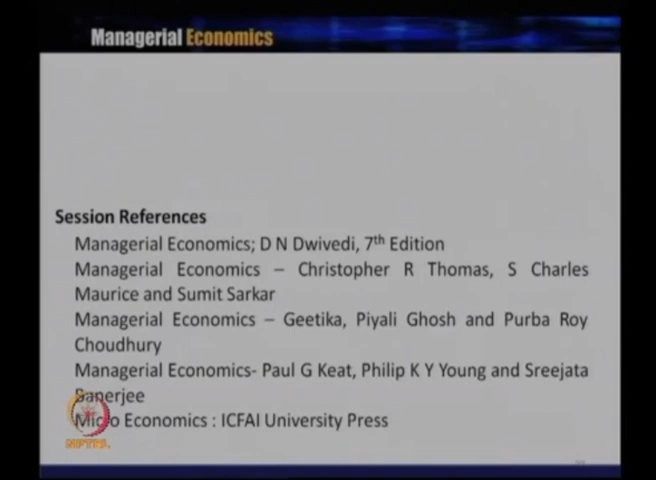 Managerial Economics
Session References
Managerial Economics; D N Dwivedi, 7th Edition
Managerial Economics – Christopher R Thomas, S Charles
Maurice and Sumit Sarkar
Managerial Economics – Geetika, Piyali Ghosh and Purba Roy
Choudhury
Managerial Economics- Paul G Keat, Philip K Y Young and Sreejata
Banerjee
Micro Economics : ICFAI University Press
NPTEL